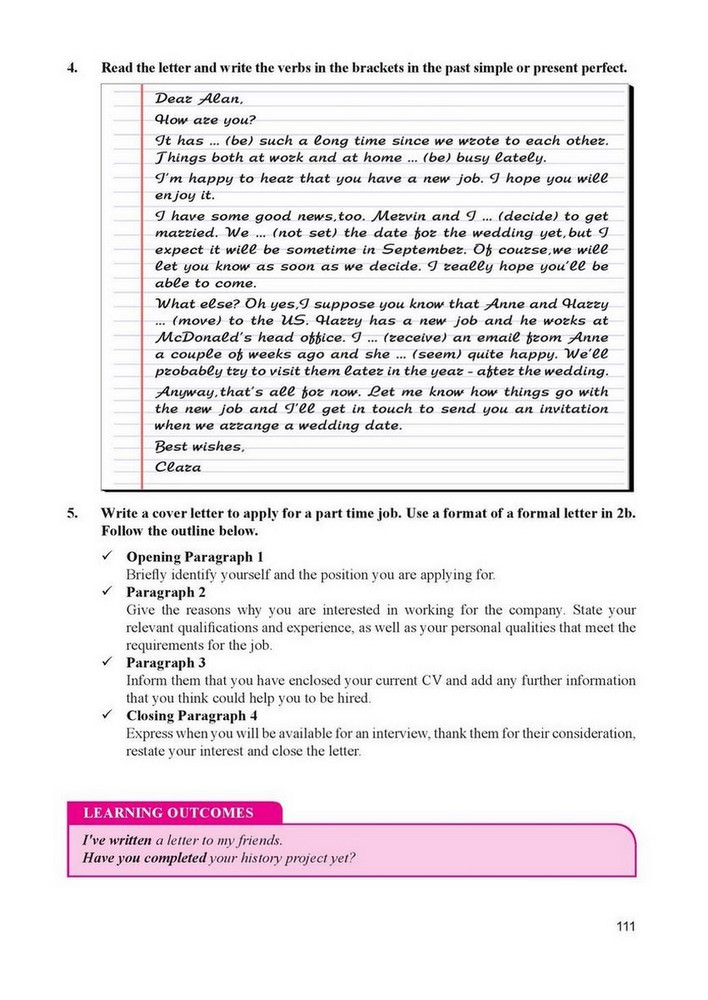 4. Read the letter and write the verbs in the brackets in the past simple or present perfect.
Dear Alan,
How are you?
It has ... (be) such a long time since we wrote to each other.
Things both at work and at home ... (be) busy lately.
I'm happy to hear that you have a new job. I hope you will
enjoy it.
I have some good news,too. Mervin and I ... (decide) to get
married. We ... (not set) the date for the wedding yet,but I
expect it will be sometime in September. Of course,we will
let you know as soon as we decide. I really hope you'll be
able to come.
What else? Oh yes,I suppose you know that Anne and Harry
... (move) to the US. Harry has a new job and he works at
McDonald's head office. I ... (receive) an email from Anne
a couple of weeks ago and she ... (seem) quite happy. We'll
probably try to visit them later in the year - after the wedding.
Anyway,that's all for now. Let me know how things go with
the new job and I'll get in touch to send you an invitation
when we arrange a wedding date.
Best wishes,
Clara
5. Write a cover letter to apply for a part time job. Use a format of a formal letter in 2b.
Follow the outline below.
✓ Opening Paragraph 1
Briefly identify yourself and the position you are applying for.
✓ Paragraph 2
Give the reasons why you are interested in working for the company. State your
relevant qualifications and experience, as well as your personal qualities that meet the
requirements for the job.
✓ Paragraph 3
Inform them that you have enclosed your current CV and add any further information
that you think could help you to be hired.
✓ Closing Paragraph 4
Express when you will be available for an interview, thank them for their consideration,
restate your interest and close the letter.
LEARNING OUTCOMES
I've written a letter to my friends.
Have you completed your history project yet?
111